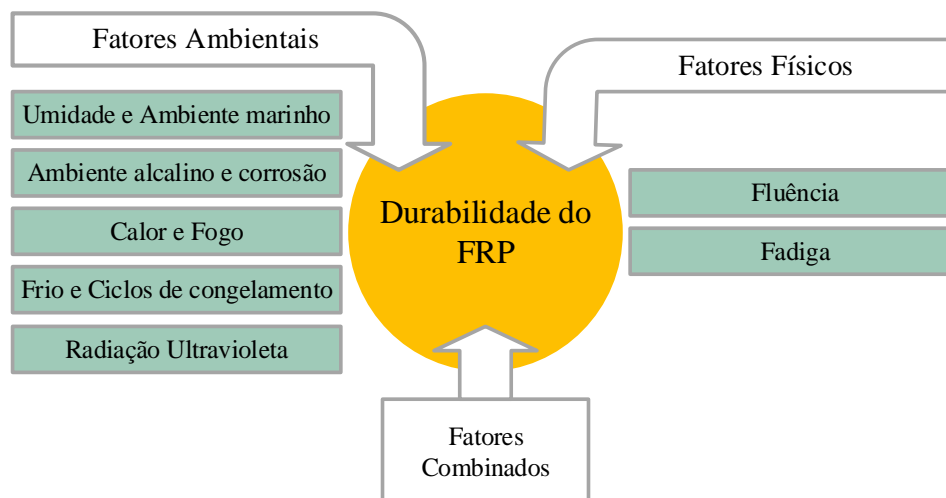 Fatores Ambientais
Umidade e Ambiente marinho
Ambiente alcalino e corrosão
Calor e Fogo
Frio e Ciclos de congelamento
Radiação Ultravioleta
Durabilidade do
FRP
Fatores Físicos
Fluência
Fadiga
Fatores
Combinados